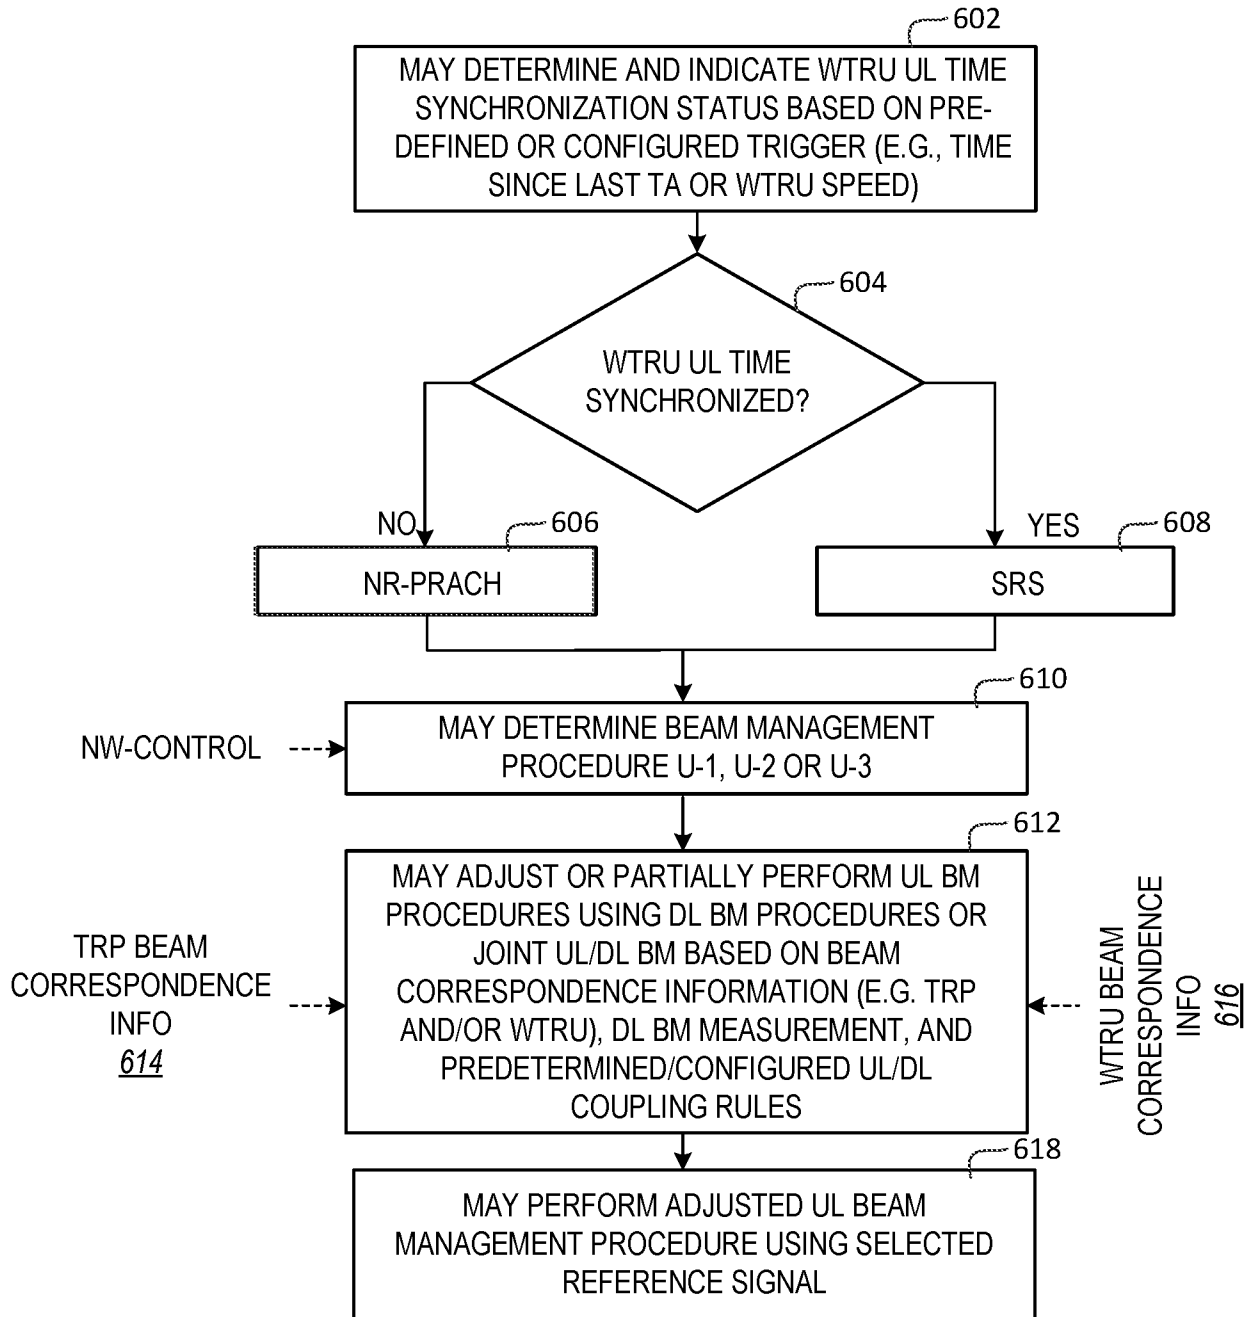 602
MAY DETERMINE AND INDICATE WTRU UL TIME
SYNCHRONIZATION STATUS BASED ON PRE-
DEFINED OR CONFIGURED TRIGGER (E.G., TIME
SINCE LAST TA OR WTRU SPEED)
604
WTRU UL TIME
SYNCHRONIZED?
NO
606
YES
608
NR-PRACH
SRS
610
NW-CONTROL
MAY DETERMINE BEAM MANAGEMENT
PROCEDURE U-1, U-2 OR U-3
612
MAY ADJUST OR PARTIALLY PERFORM UL BM
PROCEDURES USING DL BM PROCEDURES OR
JOINT UL/DL BM BASED ON BEAM
CORRESPONDENCE INFORMATION (E.G. TRP
AND/OR WTRU), DL BM MEASUREMENT, AND
PREDETERMINED/CONFIGURED UL/DL
COUPLING RULES
TRP BEAM
CORRESPONDENCE
INFO
614
WTRU BEAM
CORRESPONDENCE
INFO
616
618
MAY PERFORM ADJUSTED UL BEAM
MANAGEMENT PROCEDURE USING SELECTED
REFERENCE SIGNAL